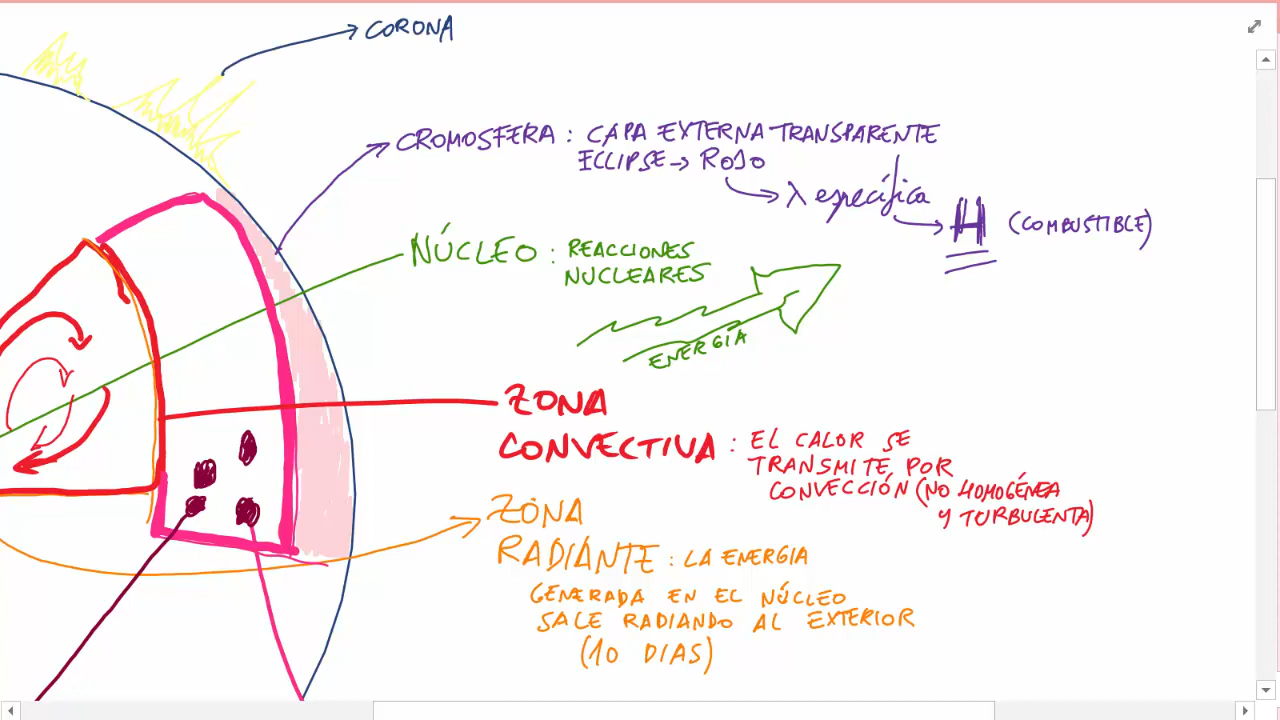 CORONA
CROMOSFERA : CAPA EXTERNA TRANSPARENTE
ECLIPSE → ROJO
λ específica
H (COMBUSTIBLE)
NÚCLEO : REACCIONES
NUCLEARES
ENERGÍA
ZONA
CONVECTIVA : EL CALOR SE
TRANSMITE POR
CONVECCIÓN (NO HOMOGÉNEA
Y TURBULENTA)
ZONA
RADIANTE : LA ENERGIA
GENERADA EN EL NÚCLEO
SALE RADIANDO AL EXTERIOR
(10 DIAS)